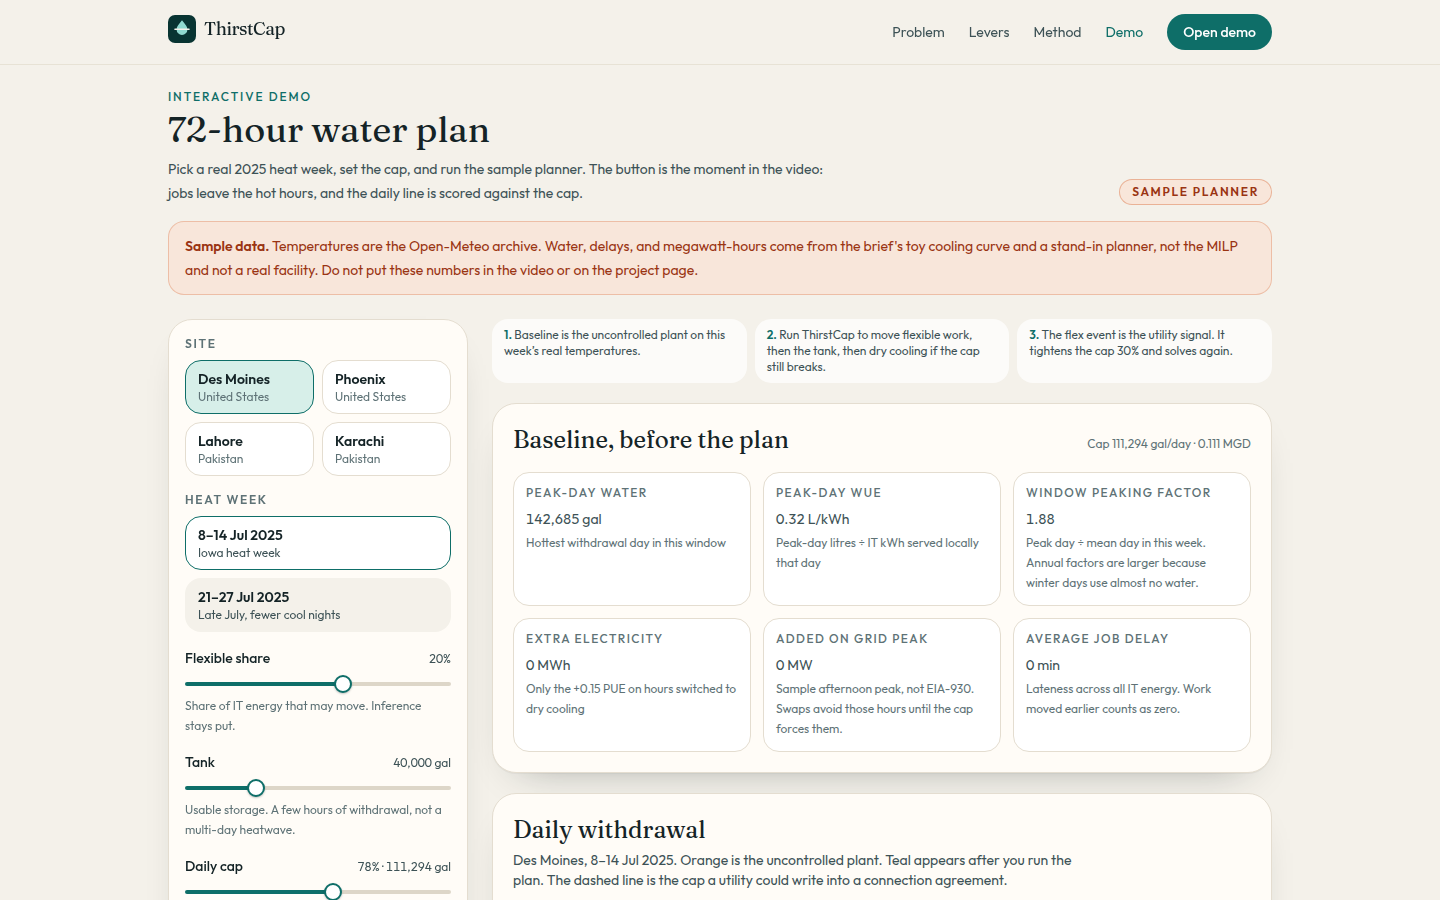 ThirstCap
Problem
Levers
Method
Demo
Open demo
INTERACTIVE DEMO
72-hour water plan
Pick a real 2025 heat week, set the cap, and run the sample planner. The button is the moment in the video:
jobs leave the hot hours, and the daily line is scored against the cap.
SAMPLE PLANNER
Sample data. Temperatures are the Open-Meteo archive. Water, delays, and megawatt-hours come from the brief's toy cooling curve and a stand-in planner, not the MILP
and not a real facility. Do not put these numbers in the video or on the project page.
SITE
Des Moines
United States
Phoenix
United States
Lahore
Pakistan
Karachi
Pakistan
HEAT WEEK
8–14 Jul 2025
Iowa heat week
21–27 Jul 2025
Late July, fewer cool nights
Flexible share
20%
Share of IT energy that may move. Inference
stays put.
Tank
40,000 gal
Usable storage. A few hours of withdrawal, not a
multi-day heatwave.
Daily cap
78% · 111,294 gal
1. Baseline is the uncontrolled plant on this
week's real temperatures.
2. Run ThirstCap to move flexible work,
then the tank, then dry cooling if the cap
still breaks.
3. The flex event is the utility signal. It
tightens the cap 30% and solves again.
Baseline, before the plan
Cap 111,294 gal/day · 0.111 MGD
PEAK-DAY WATER
142,685 gal
Hottest withdrawal day in this window
PEAK-DAY WUE
0.32 L/kWh
Peak-day litres ÷ IT kWh served locally
that day
WINDOW PEAKING FACTOR
1.88
Peak day ÷ mean day in this week.
Annual factors are larger because
winter days use almost no water.
EXTRA ELECTRICITY
0 MWh
Only the +0.15 PUE on hours switched to
dry cooling
ADDED ON GRID PEAK
0 MW
Sample afternoon peak, not EIA-930.
Swaps avoid those hours until the cap
forces them.
AVERAGE JOB DELAY
0 min
Lateness across all IT energy. Work
moved earlier counts as zero.
Daily withdrawal
Des Moines, 8–14 Jul 2025. Orange is the uncontrolled plant. Teal appears after you run the
plan. The dashed line is the cap a utility could write into a connection agreement.